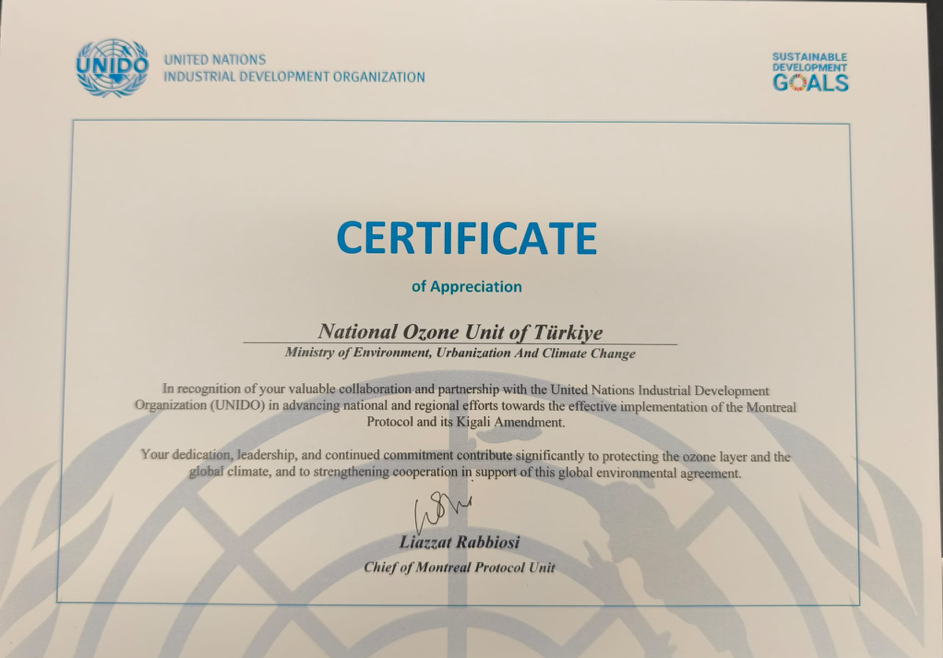 UNIDO
UNITED NATIONS
INDUSTRIAL DEVELOPMENT ORGANIZATION
SUSTAINABLE
DEVELOPMENT
GOALS
CERTIFICATE
of Appreciation
National Ozone Unit of Türkiye
Ministry of Environment, Urbanization And Climate Change
In recognition of your valuable collaboration and partnership with the United Nations Industrial Development
Organization (UNIDO) in advancing national and regional efforts towards the effective implementation of the Montreal
Protocol and its Kigali Amendment.
Your dedication, leadership, and continued commitment contribute significantly to protecting the ozone layer and the
global climate, and to strengthening cooperation in support of this global environmental agreement.
Liazzat Rabbiosi
Chief of Montreal Protocol Unit